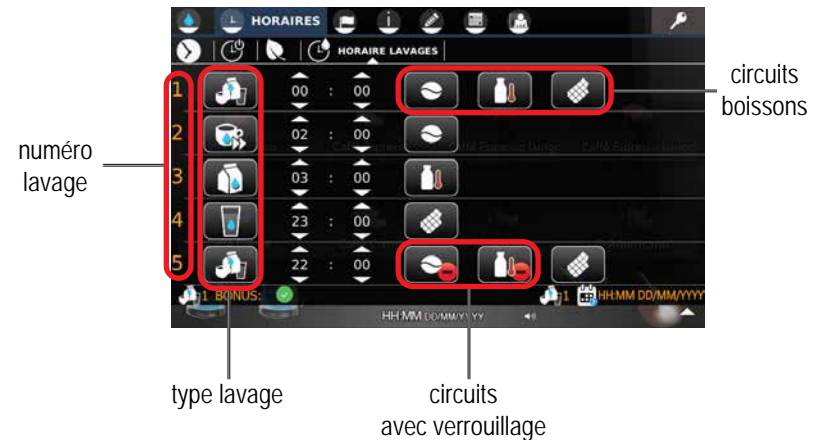 HORAIRES
HORAIRE LAVAGES
1 00 : 00
circuits
boissons
2 02 : 00
numéro
lavage
3 03 : 00
4 23 : 00
5 22 : 00
1 BONUS: 1 HH:MM DD/MM/YYYY
HH:MM DD/MM/YYYY
type lavage
circuits
avec verrouillage